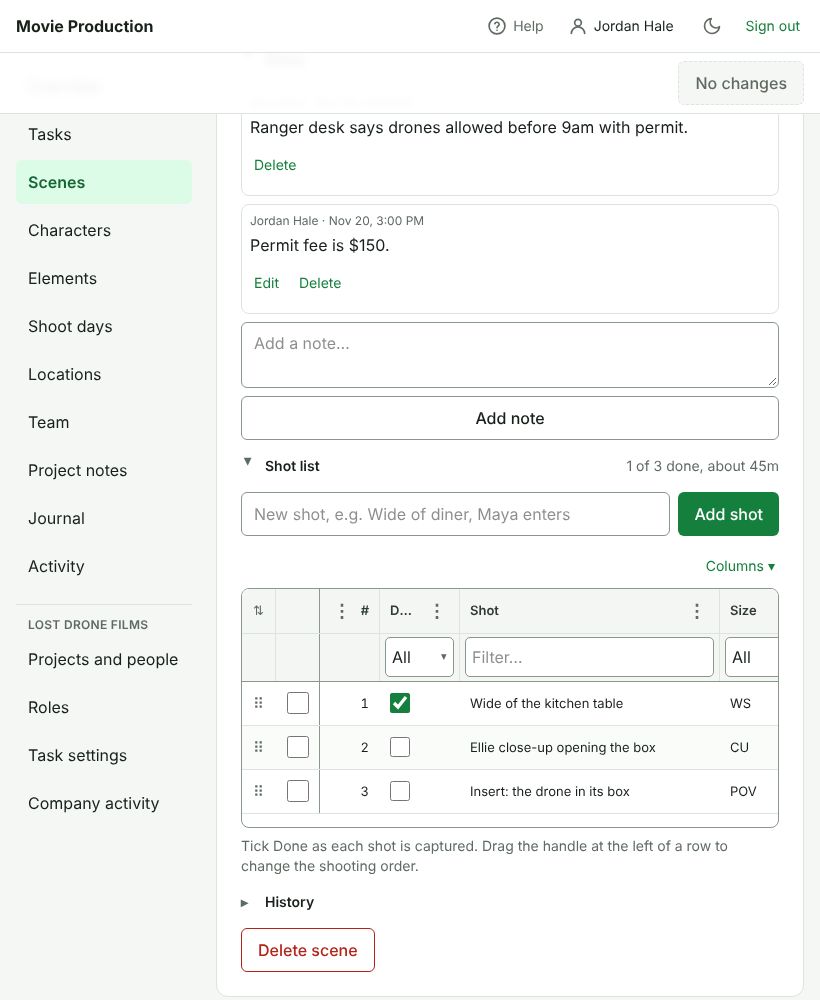 Movie Production
Help
Jordan Hale
Sign out
No changes
Tasks
Scenes
Characters
Elements
Shoot days
Locations
Team
Project notes
Journal
Activity
LOST DRONE FILMS
Projects and people
Roles
Task settings
Company activity
Ranger desk says drones allowed before 9am with permit.
Delete
Jordan Hale · Nov 20, 3:00 PM
Permit fee is $150.
Edit Delete
Add a note...
Add note
▼ Shot list 1 of 3 done, about 45m
New shot, e.g. Wide of diner, Maya enters
Add shot
Columns ▾
⇅ ⋮ # D... ⋮ Shot ⋮ Size
All ▾ Filter... All
1 Wide of the kitchen table WS
2 Ellie close-up opening the box CU
3 Insert: the drone in its box POV
Tick Done as each shot is captured. Drag the handle at the left of a row to
change the shooting order.
▸ History
Delete scene